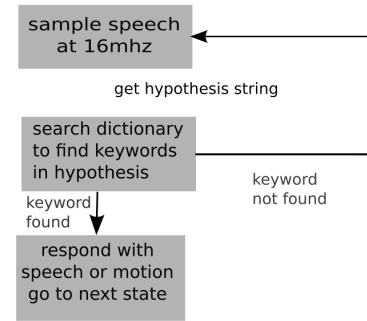 sample speech
at 16mhz
get hypothesis string
search dictionary
to find keywords
in hypothesis
keyword
not found
keyword
found
respond with
speech or motion
go to next state